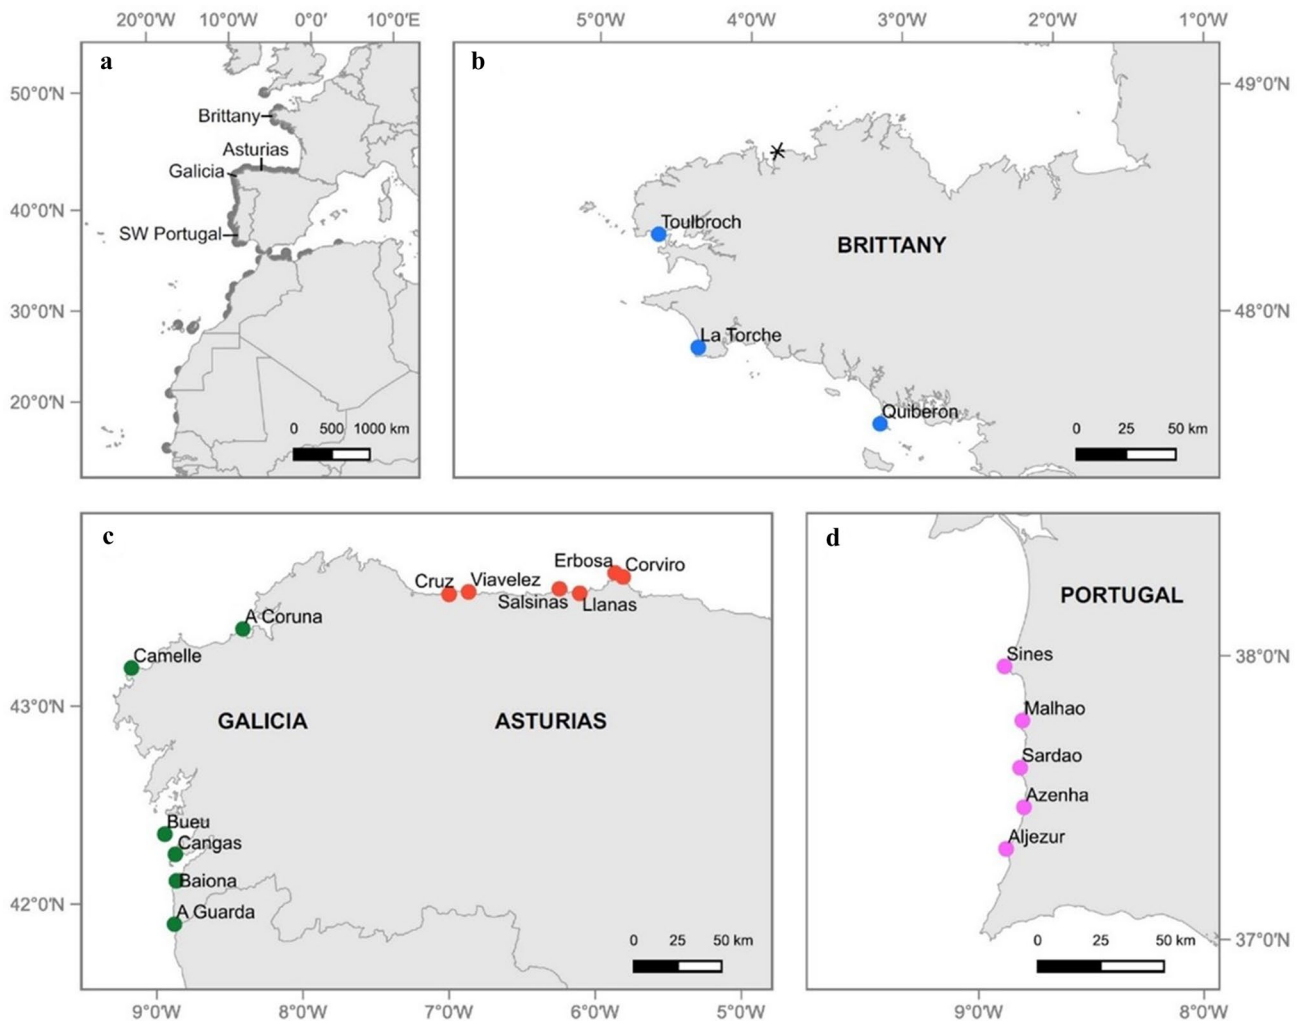 20°0'W 10°0'W 0°0' 10°0'E
5°0'W 4°0'W 3°0'W 2°0'W 1°0'W
a
50°0'N
Brittany
Asturias
Galicia
40°0'N
SW Portugal
30°0'N
20°0'N
0 500 1000 km
b
49°0'N
Toulbroch
BRITTANY
48°0'N
La Torche
Quiberon
0 25 50 km
c
Erbosa Corviro
Cruz Viavelez
Salsinas Llanas
A Coruna
Camelle
43°0'N
GALICIA ASTURIAS
Bueu
Cangas
Baiona
42°0'N
A Guarda
0 25 50 km
9°0'W 8°0'W 7°0'W 6°0'W 5°0'W
d
PORTUGAL
Sines
38°0'N
Malhao
Sardao
Azenha
Aljezur
0 25 50 km
37°0'N
9°0'W 8°0'W